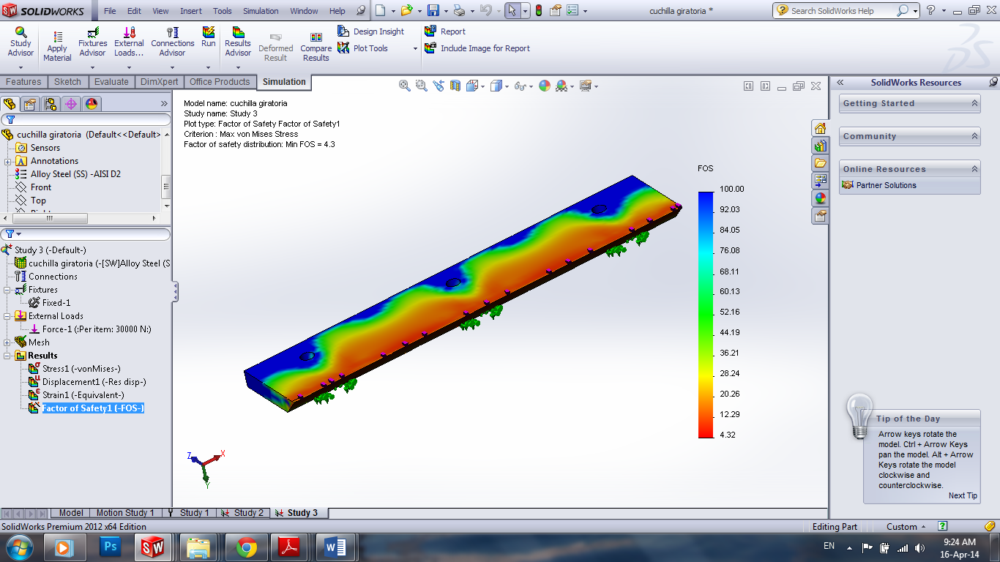 SOLIDWORKS File Edit View Insert Tools Simulation Window Help cuchilla giratoria * Search SolidWorks Help
Study Advisor
Apply Material
Fixtures Advisor
External Loads...
Connections Advisor
Run
Results Advisor
Deformed Result
Compare Results
Design Insight
Plot Tools
Report
Include Image for Report
Features Sketch Evaluate DimXpert Office Products Simulation
cuchilla giratoria (Default<<Default>
Sensors
Annotations
Alloy Steel (SS) -AISI D2
Front
Top
Study 3 (-Default-)
cuchilla giratoria (-[SW]Alloy Steel (S
Connections
Fixtures
Fixed-1
External Loads
Force-1 (:Per item: 30000 N:)
Mesh
Results
Stress1 (-vonMises-)
Displacement1 (-Res disp-)
Strain1 (-Equivalent-)
Factor of Safety1 (-FOS-)
Model name: cuchilla giratoria
Study name: Study 3
Plot type: Factor of Safety Factor of Safety1
Criterion : Max von Mises Stress
Factor of safety distribution: Min FOS = 4.3
FOS
100.00
92.03
84.05
76.08
68.11
60.13
52.16
44.19
36.21
28.24
20.26
12.29
4.32
Z X
Y
SolidWorks Resources
Getting Started
Community
Online Resources
Partner Solutions
Tip of the Day
Arrow keys rotate the
model. Ctrl + Arrow Keys
pan the model. Alt + Arrow
Keys rotate the model
clockwise and
counterclockwise.
Next Tip
Model Motion Study 1 Study 1 Study 2 Study 3
SolidWorks Premium 2012 x64 Edition Editing Part Custom
Ps SW W EN 9:24 AM
16-Apr-14